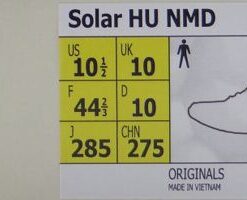 Solar HU NMD
US UK
10½ 10
F D
44⅔ 10
J CHN
285 275
ORIGINALS
MADE IN VIETNAM